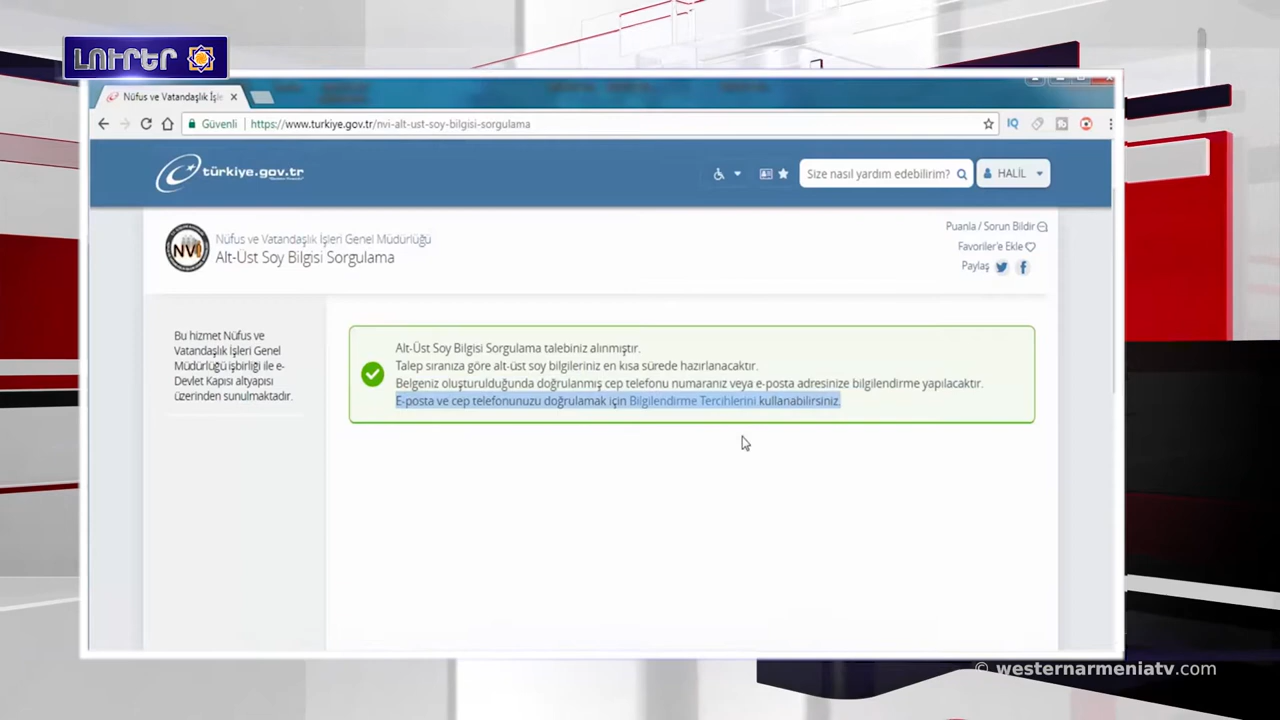 ԼՈՒՐԵՐ
Nüfus ve Vatandaşlık İşle
Güvenli
https://www.turkiye.gov.tr/nvi-alt-ust-soy-bilgisi-sorgulama
IQ
türkiye.gov.tr
Size nasıl yardım edebilirim?
HALİL
NVİ
Nüfus ve Vatandaşlık İşleri Genel Müdürlüğü
Alt-Üst Soy Bilgisi Sorgulama
Puanla / Sorun Bildir
Favoriler'e Ekle
Paylaş
Bu hizmet Nüfus ve
Vatandaşlık İşleri Genel
Müdürlüğü işbirliği ile e-
Devlet Kapısı altyapısı
üzerinden sunulmaktadır.
Alt-Üst Soy Bilgisi Sorgulama talebiniz alınmıştır.
Talep sıranıza göre alt-üst soy bilgileriniz en kısa sürede hazırlanacaktır.
Belgeniz oluşturulduğunda doğrulanmış cep telefonu numaranız veya e-posta adresinize bilgilendirme yapılacaktır.
E-posta ve cep telefonunuzu doğrulamak için Bilgilendirme Tercihlerini kullanabilirsiniz.
© westernarmeniatv.com